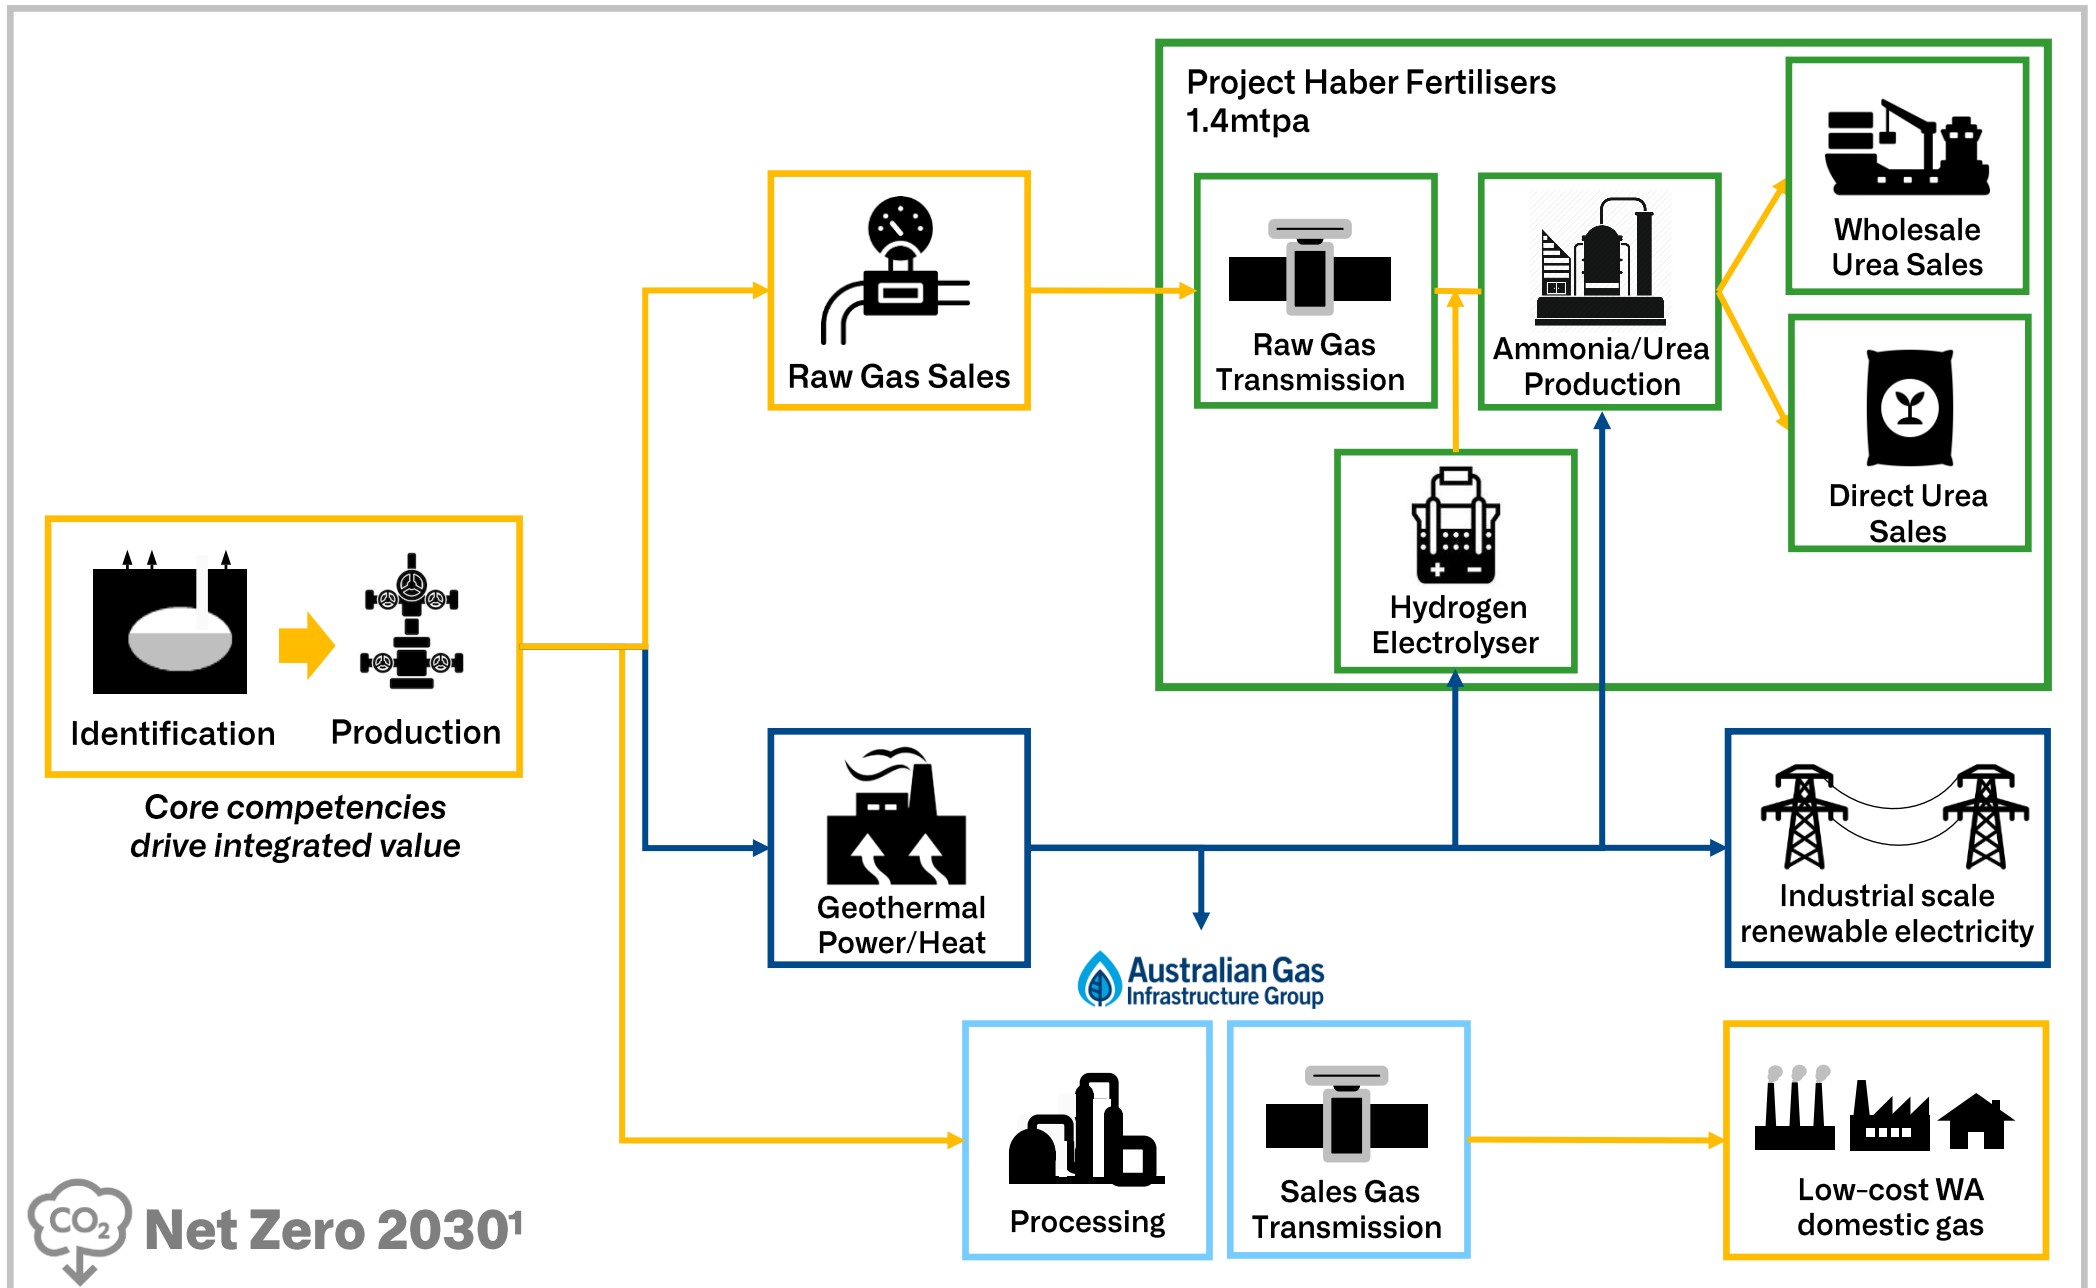 Project Haber Fertilisers
1.4mtpa
Wholesale
Urea Sales
Raw Gas Sales
Raw Gas
Transmission
Ammonia/Urea
Production
Direct Urea
Sales
Hydrogen
Electrolyser
Identification
Production
Core competencies
drive integrated value
Geothermal
Power/Heat
Industrial scale
renewable electricity
Australian Gas
Infrastructure Group
Processing
Sales Gas
Transmission
Low-cost WA
domestic gas
CO₂
Net Zero 2030¹